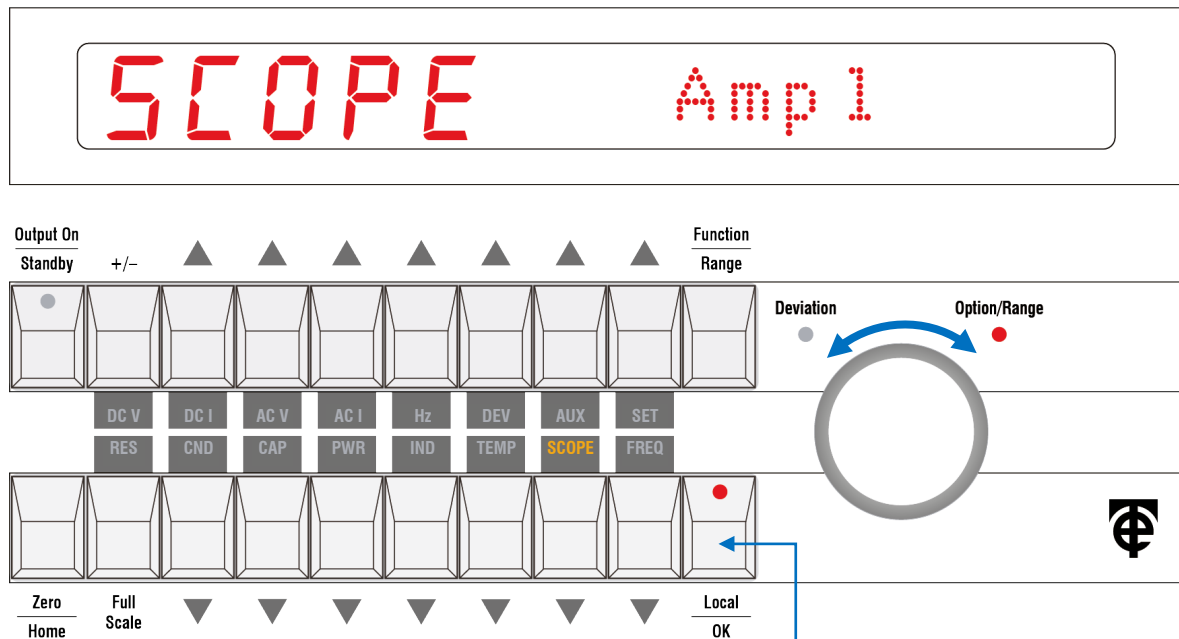 SCOPE Amp1
Output On
Standby
+/−
Function
Range
Deviation
Option/Range
DC V DC I AC V AC I Hz DEV AUX SET
RES CND CAP PWR IND TEMP SCOPE FREQ
Zero
Home
Full
Scale
Local
OK